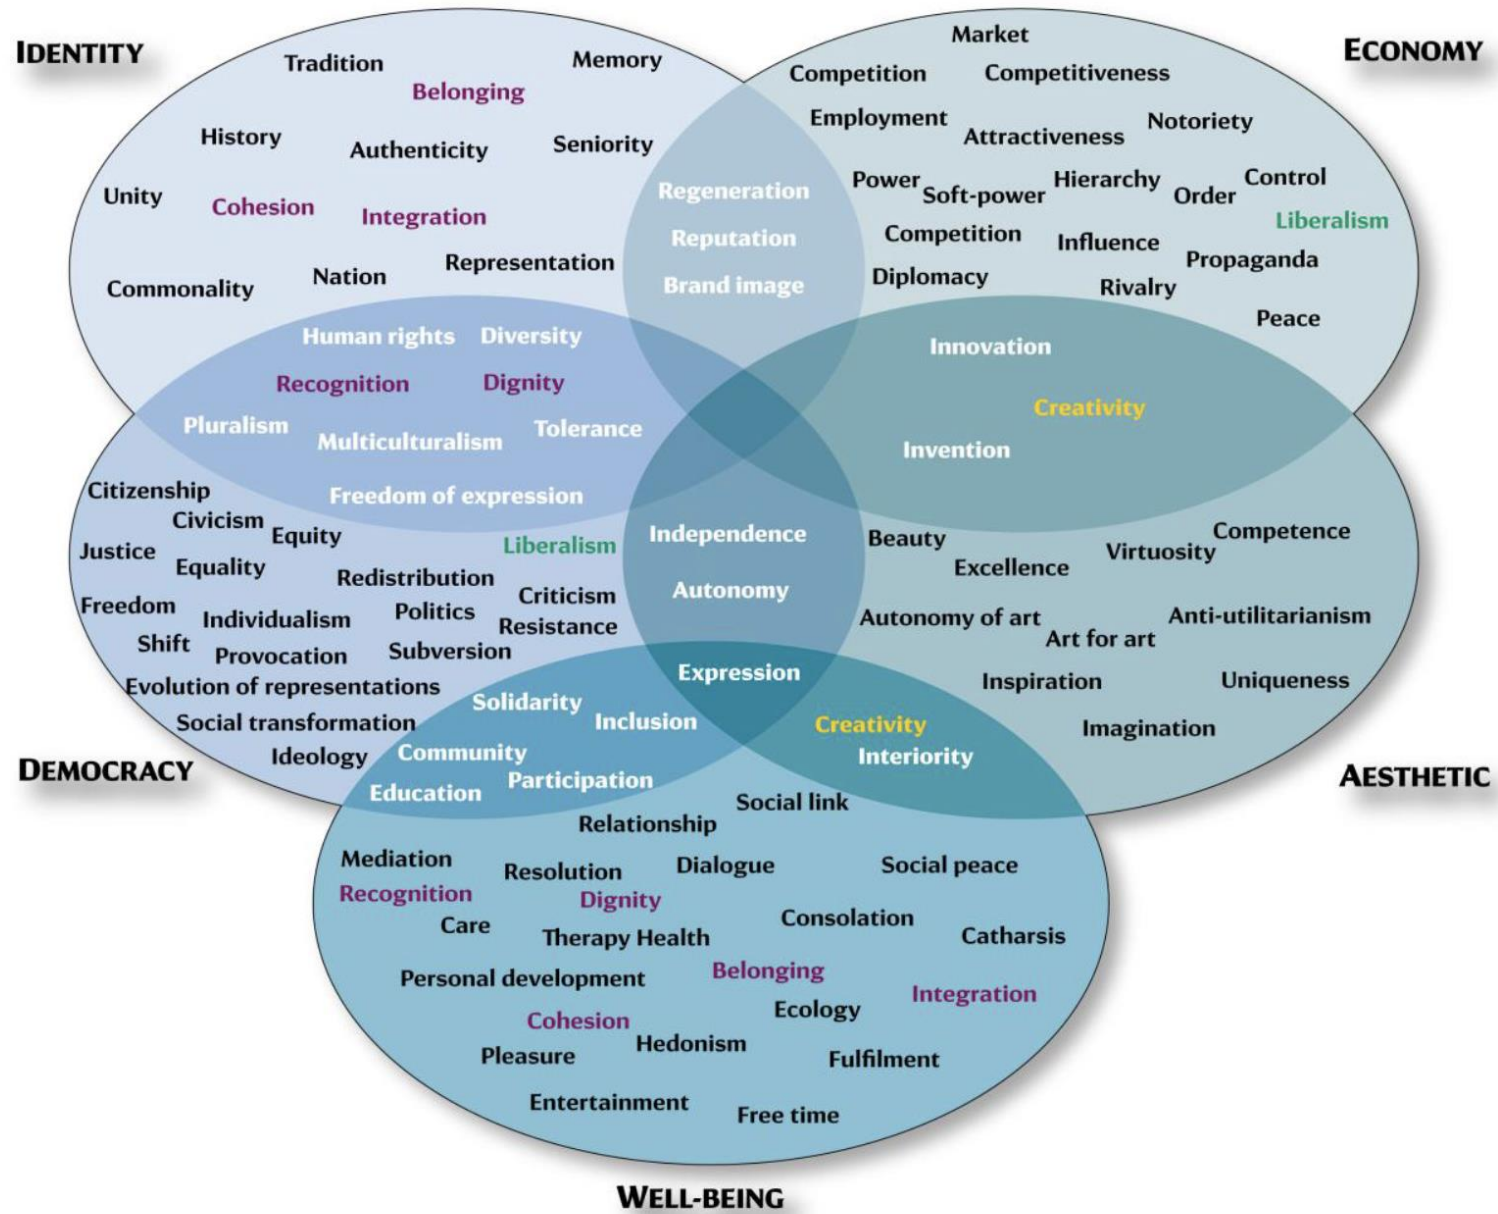 IDENTITY
Tradition
Memory
Belonging
History
Authenticity
Seniority
Unity
Cohesion
Integration
Commonality
Nation
Representation
ECONOMY
Market
Competition
Competitiveness
Employment
Attractiveness
Notoriety
Power
Soft-power
Hierarchy
Order
Control
Liberalism
Competition
Influence
Propaganda
Diplomacy
Rivalry
Peace
Regeneration
Reputation
Brand image
Human rights
Diversity
Recognition
Dignity
Pluralism
Multiculturalism
Tolerance
Freedom of expression
Innovation
Creativity
Invention
DEMOCRACY
Citizenship
Civicism
Equity
Justice
Equality
Liberalism
Redistribution
Criticism
Freedom
Individualism
Politics
Resistance
Shift
Provocation
Subversion
Evolution of representations
Social transformation
Ideology
Independence
Autonomy
Expression
AESTHETIC
Beauty
Excellence
Virtuosity
Competence
Autonomy of art
Art for art
Anti-utilitarianism
Inspiration
Uniqueness
Imagination
Solidarity
Inclusion
Community
Participation
Education
Creativity
Interiority
Social link
Relationship
Mediation
Resolution
Dialogue
Social peace
Recognition
Dignity
Care
Therapy Health
Consolation
Catharsis
Personal development
Belonging
Integration
Ecology
Cohesion
Hedonism
Pleasure
Fulfilment
Entertainment
Free time
WELL-BEING